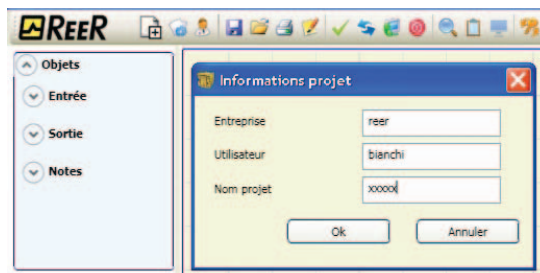 REER
Objets
Entrée
Sortie
Notes
Informations projet
Entreprise
reer
Utilisateur
bianchi
Nom projet
xxxxx
Ok
Annuler